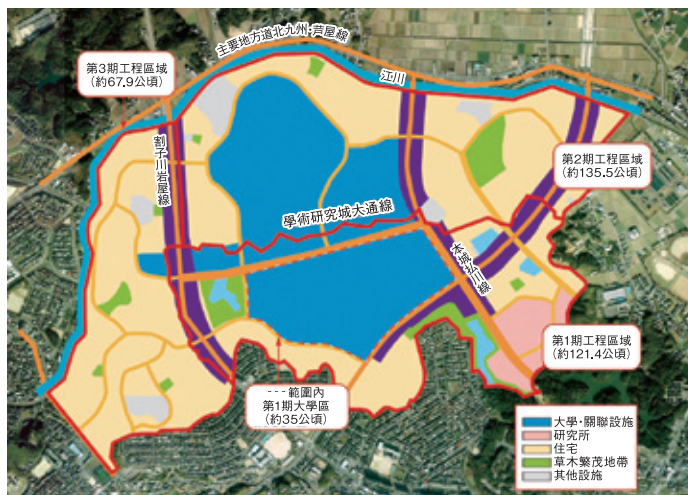 主要地方道北九州・芦屋線
第3期工程區域
(約67.9公頃)
江川
割子川岩屋線
第2期工程區域
(約135.5公頃)
學術研究城大通線
本城払川線
第1期工程區域
(約121.4公頃)
---範圍內
第1期大學區
(約35公頃)
大學・關聯設施
研究所
住宅
草木繁茂地帶
其他設施